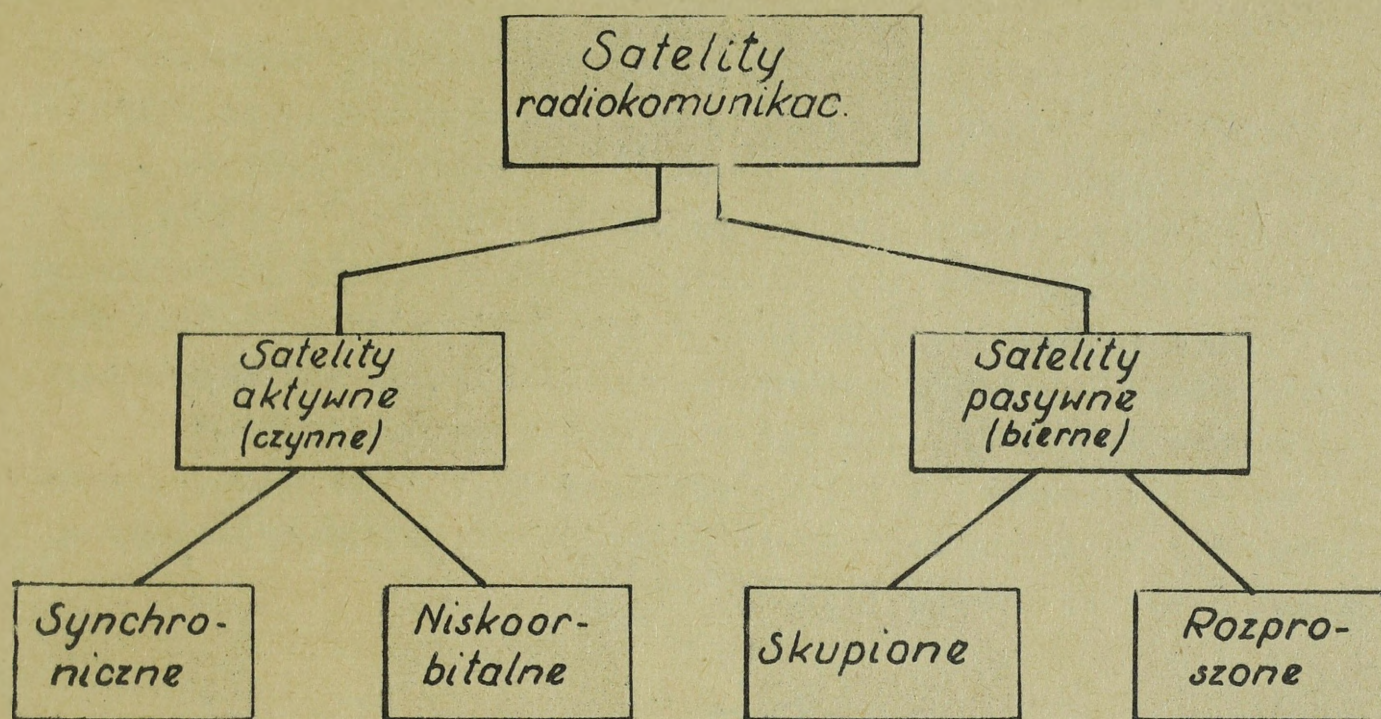 Satelity
radiokomunikac.
Satelity
aktywne
(czynne)
Satelity
pasywne
(bierne)
Synchro-
niczne
Niskoor-
bitalne
Skupione
Rozpro-
szone